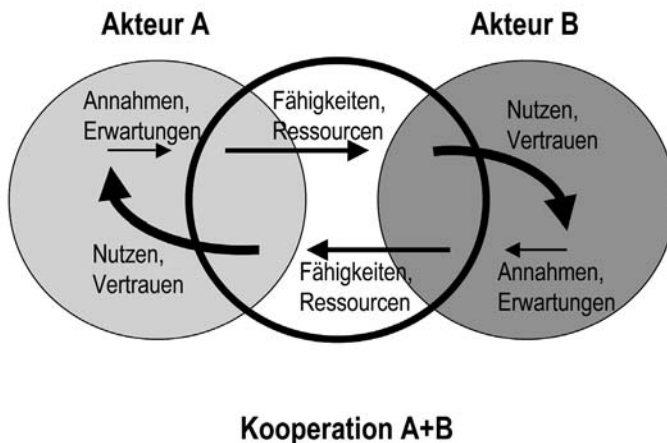 Akteur A
Akteur B
Annahmen,
Erwartungen
Fähigkeiten,
Ressourcen
Nutzen,
Vertrauen
Nutzen,
Vertrauen
Fähigkeiten,
Ressourcen
Annahmen,
Erwartungen
Kooperation A+B